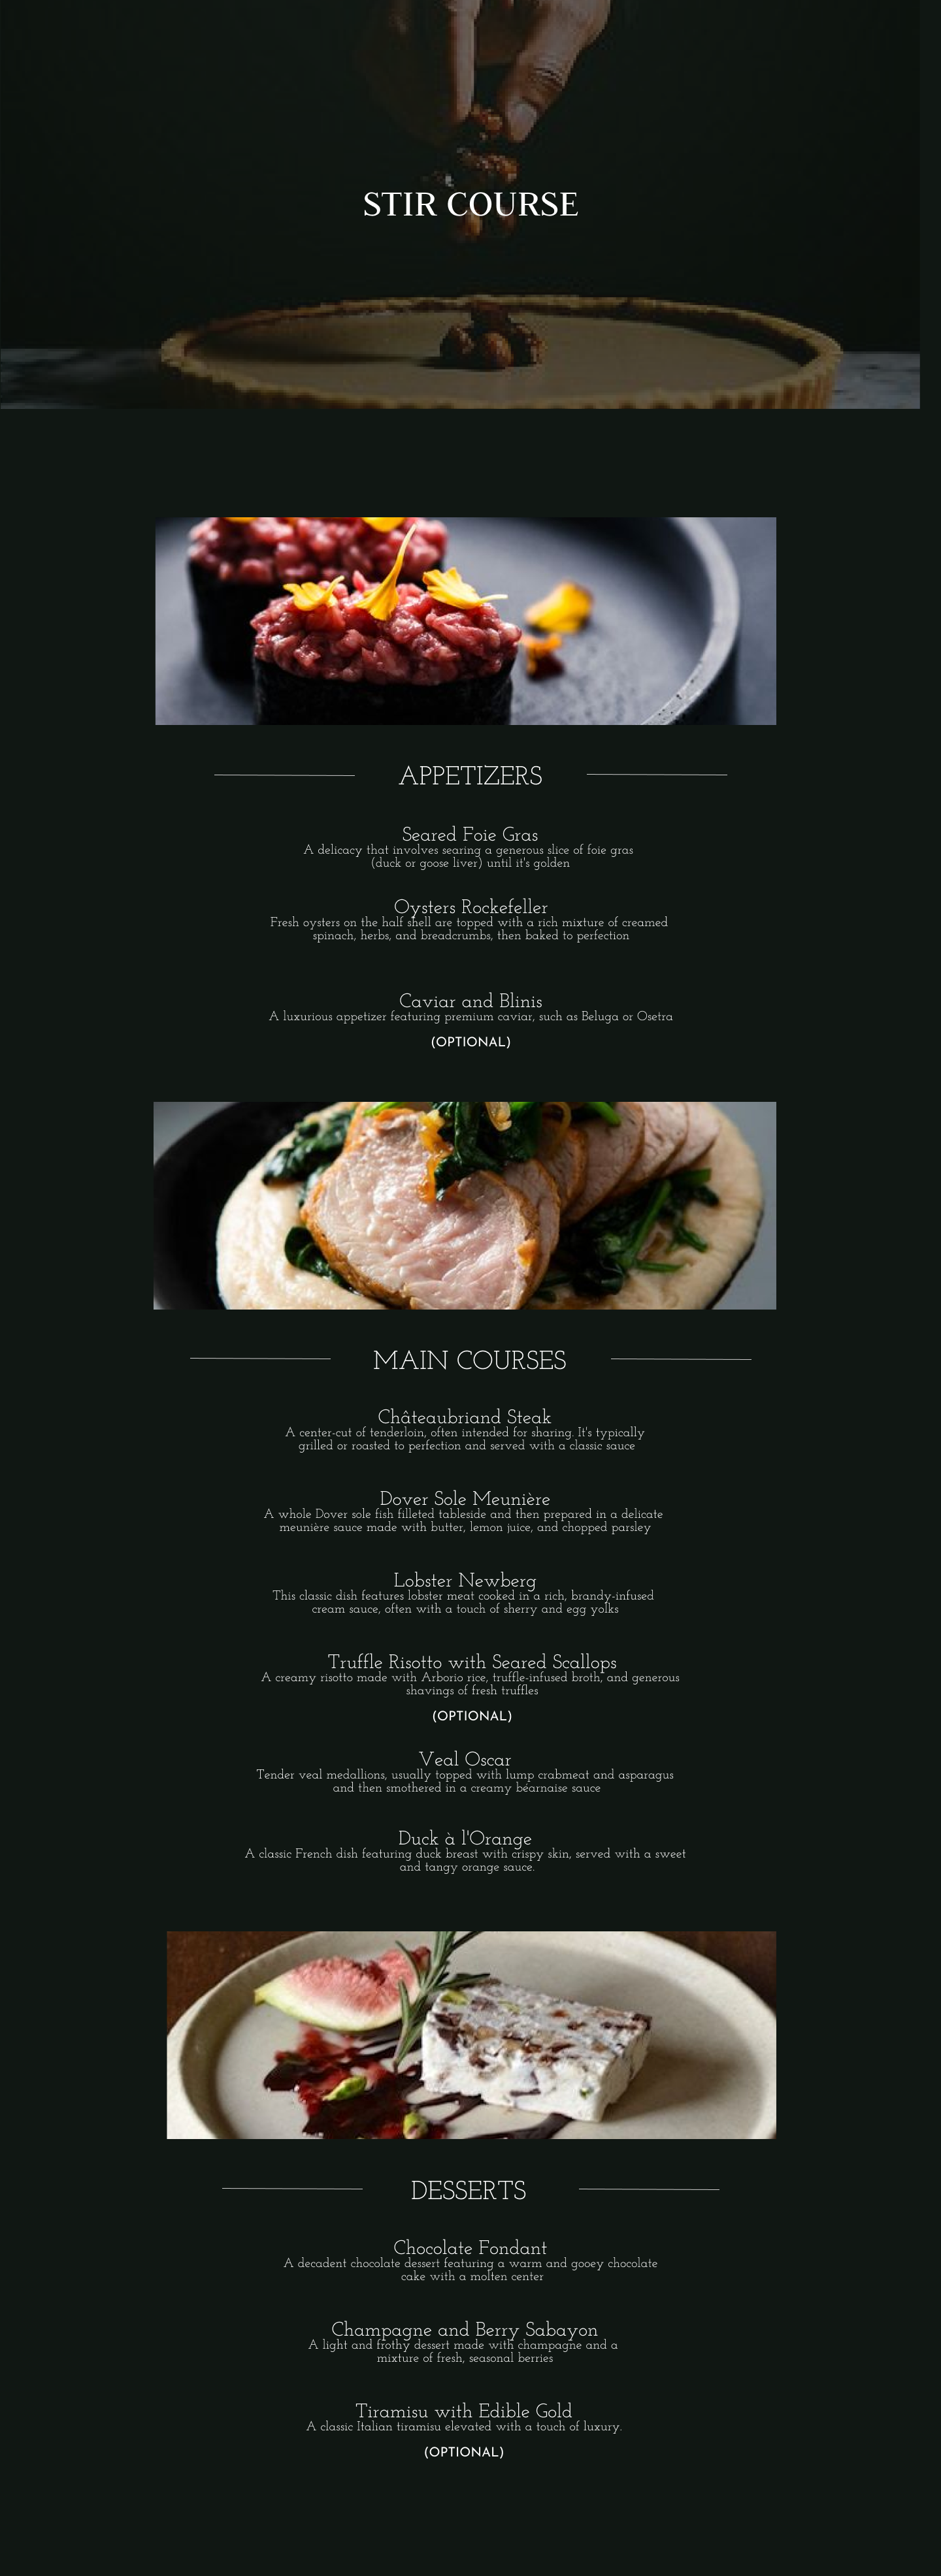 STIR COURSE
APPETIZERS
Seared Foie Gras
A delicacy that involves searing a generous slice of foie gras
(duck or goose liver) until it's golden
Oysters Rockefeller
Fresh oysters on the half shell are topped with a rich mixture of creamed
spinach, herbs, and breadcrumbs, then baked to perfection
Caviar and Blinis
A luxurious appetizer featuring premium caviar, such as Beluga or Osetra
(OPTIONAL)
MAIN COURSES
Châteaubriand Steak
A center-cut of tenderloin, often intended for sharing. It's typically
grilled or roasted to perfection and served with a classic sauce
Dover Sole Meunière
A whole Dover sole fish filleted tableside and then prepared in a delicate
meunière sauce made with butter, lemon juice, and chopped parsley
Lobster Newberg
This classic dish features lobster meat cooked in a rich, brandy-infused
cream sauce, often with a touch of sherry and egg yolks
Truffle Risotto with Seared Scallops
A creamy risotto made with Arborio rice, truffle-infused broth, and generous
shavings of fresh truffles
(OPTIONAL)
Veal Oscar
Tender veal medallions, usually topped with lump crabmeat and asparagus
and then smothered in a creamy béarnaise sauce
Duck à l'Orange
A classic French dish featuring duck breast with crispy skin, served with a sweet
and tangy orange sauce.
DESSERTS
Chocolate Fondant
A decadent chocolate dessert featuring a warm and gooey chocolate
cake with a molten center
Champagne and Berry Sabayon
A light and frothy dessert made with champagne and a
mixture of fresh, seasonal berries
Tiramisu with Edible Gold
A classic Italian tiramisu elevated with a touch of luxury.
(OPTIONAL)